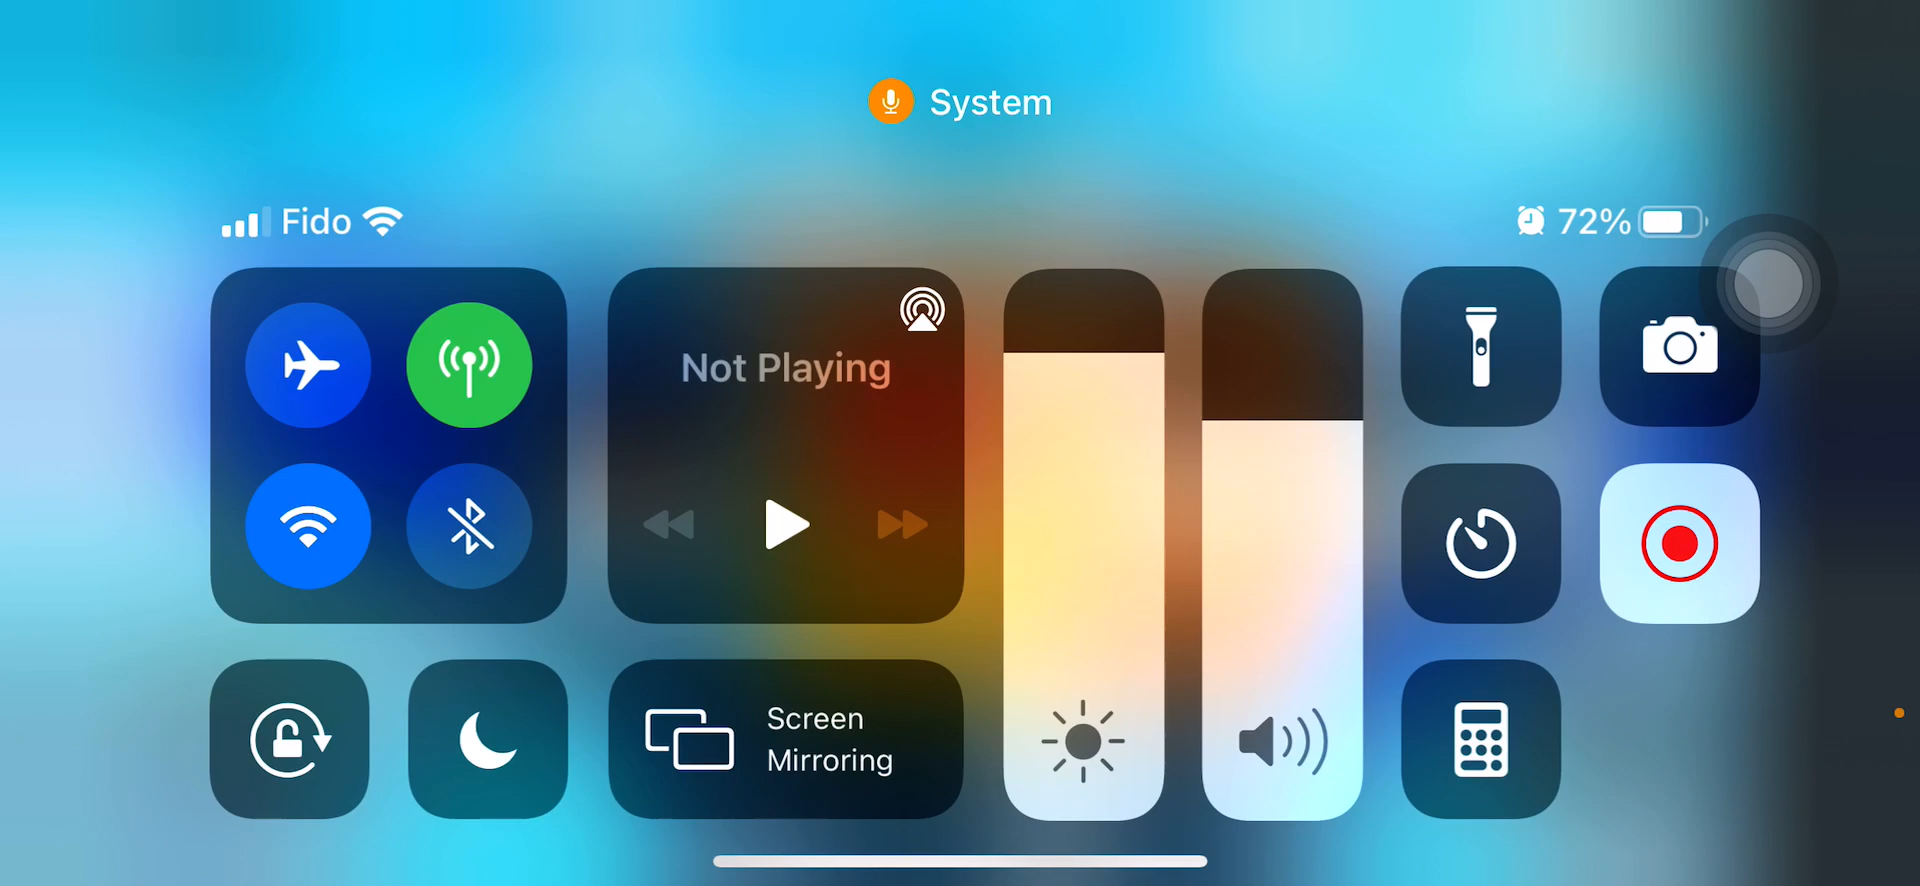 System
Fido
72%
Not Playing
Screen
Mirroring